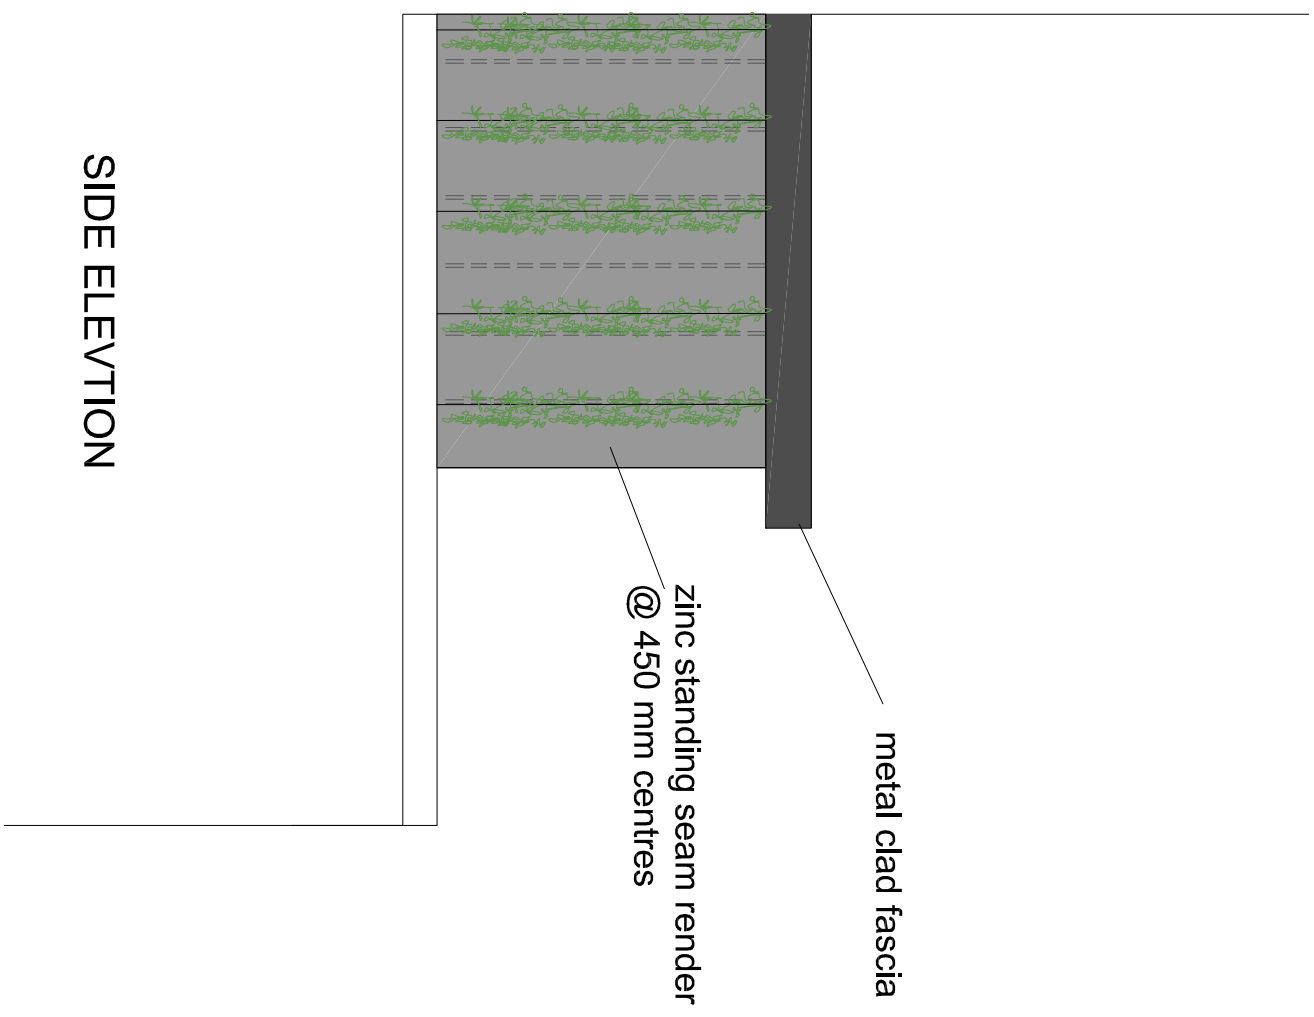 metal clad fascia
zinc standing seam render
@ 450 mm centres
SIDE ELEVTION